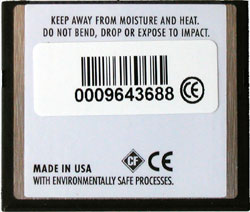 KEEP AWAY FROM MOISTURE AND HEAT.
DO NOT BEND, DROP OR EXPOSE TO IMPACT.
0009643688 CE
MADE IN USA CF CE
WITH ENVIRONMENTALLY SAFE PROCESSES.